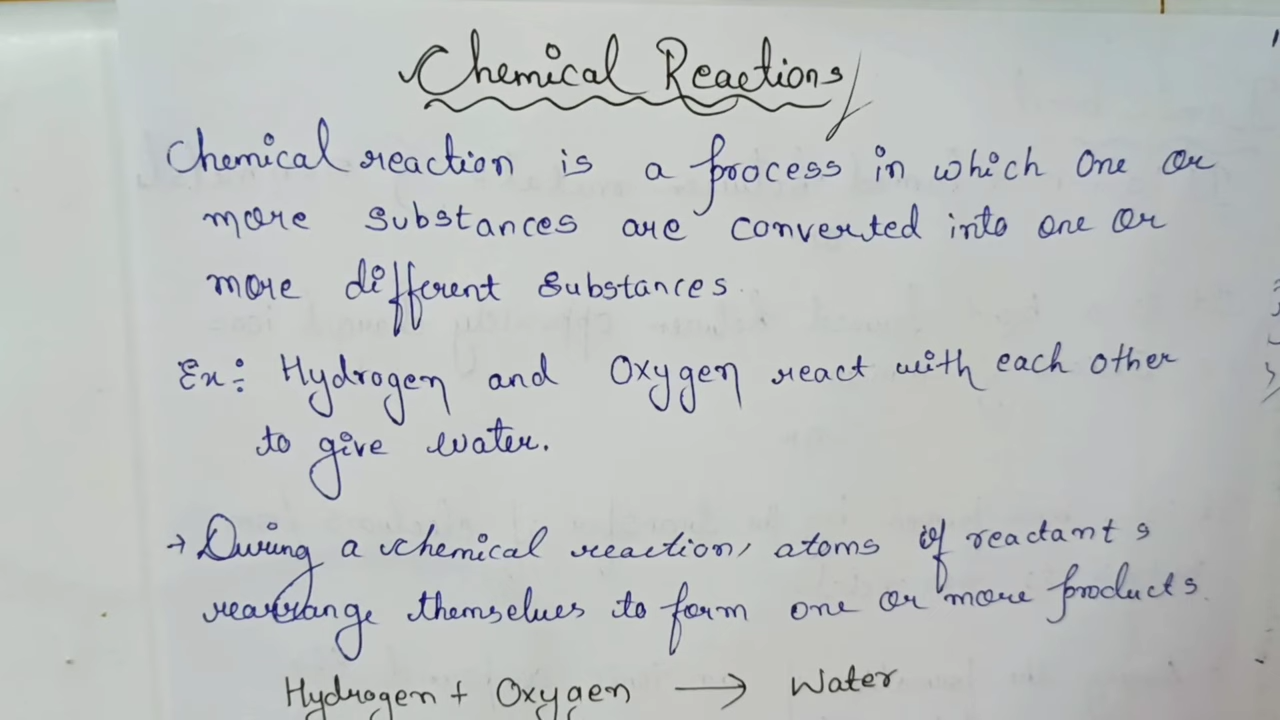 Chemical Reactions
Chemical reaction is a process in which one or
more substances are converted into one or
more different substances.
Ex: Hydrogen and Oxygen react with each other
to give water.
→ During a chemical reaction, atoms of reactants
rearrange themselves to form one or more products.
Hydrogen + Oxygen → Water